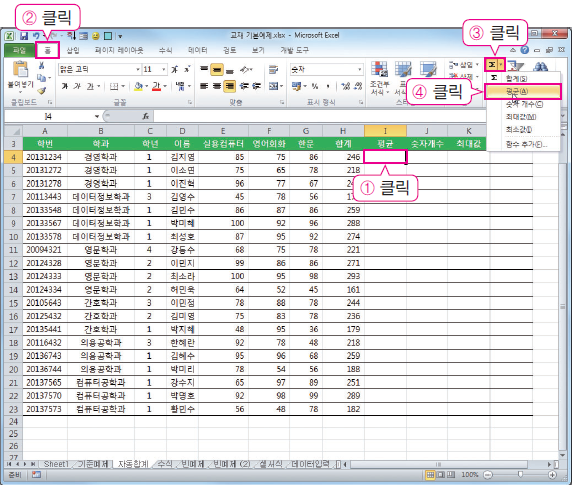 ② 클릭
교재 기본예제.xlsx - Microsoft Excel
③ 클릭
파일 홈 삽입 페이지 레이아웃 수식 데이터 검토 보기 개발 도구
붙여넣기
맑은 고딕 11
숫자
조건부 서식
Σ 합계(S)
평균(A)
숫자 개수(C)
최대값(M)
최소값(I)
함수 추가(F)...
④ 클릭
클립보드 글꼴 맞춤 표시 형식
I4 fx
A B C D E F G H I J K
3 학번 학과 학년 이름 실용컴퓨터 영어회화 한문 합계 평균 숫자개수 최대값
4 20131234 경영학과 1 김지영 85 75 86 246
5 20131272 경영학과 1 이소연 75 65 78 218
6 20131278 경영학과 1 이진혁 96 77 67
7 20113443 데이터정보학과 3 김영수 45 78 56
8 20133548 데이터정보학과 1 김민수 86 87 86 259
9 20133567 데이터정보학과 1 박미혜 100 92 96 288
10 20133578 데이터정보학과 1 최성호 87 95 92 274
11 20094321 영문학과 4 강동수 68 75 78 221
12 20124328 영문학과 2 이민지 99 86 86 271
13 20124333 영문학과 2 최소라 100 95 98 293
14 20124334 영문학과 2 허민욱 64 52 45 161
15 20105643 간호학과 3 이민정 78 88 78 244
16 20125432 간호학과 2 김미영 75 83 78 236
17 20135441 간호학과 1 박지혜 48 95 36 179
18 20116432 의용공학과 3 한혜란 92 78 48 218
19 20136743 의용공학과 1 김혜수 95 96 68 259
20 20136744 의용공학과 1 박미리 78 54 56 188
21 20137565 컴퓨터공학과 1 강수지 65 97 89 251
22 20137570 컴퓨터공학과 1 박명호 92 98 99 289
23 20137573 컴퓨터공학과 1 황민수 56 48 78 182
① 클릭
24
25
26
27
Sheet1 기준예제 자동합계 수식 빈예제 빈예제 (2) 셀서식 데이터입력
준비 100%